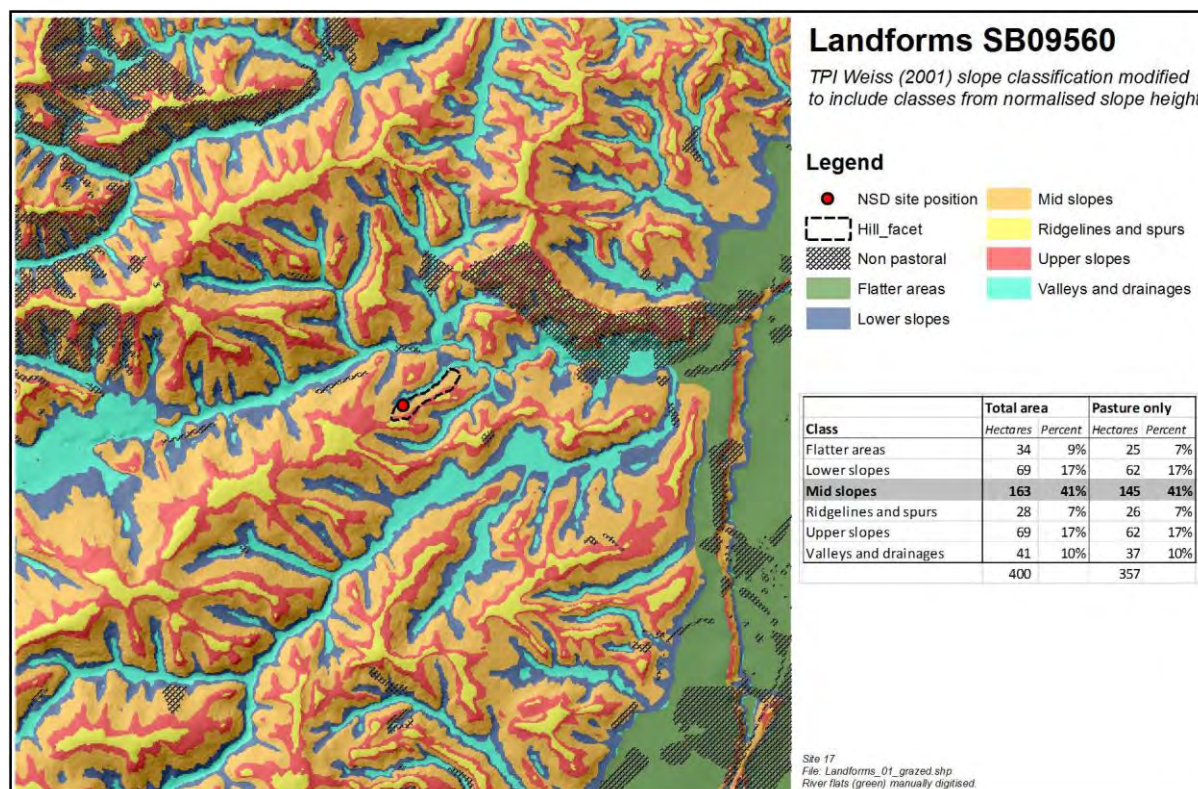 Landforms SB09560
TPI Weiss (2001) slope classification modified
to include classes from normalised slope height
Legend
NSD site position
Hill_facet
Non pastoral
Flatter areas
Lower slopes
Mid slopes
Ridgelines and spurs
Upper slopes
Valleys and drainages
Total area Pasture only
Class Hectares Percent Hectares Percent
Flatter areas 34 9% 25 7%
Lower slopes 69 17% 62 17%
Mid slopes 163 41% 145 41%
Ridgelines and spurs 28 7% 26 7%
Upper slopes 69 17% 62 17%
Valleys and drainages 41 10% 37 10%
400 357
Site 17
File: Landforms_01_grazed.shp
River flats (green) manually digitised.